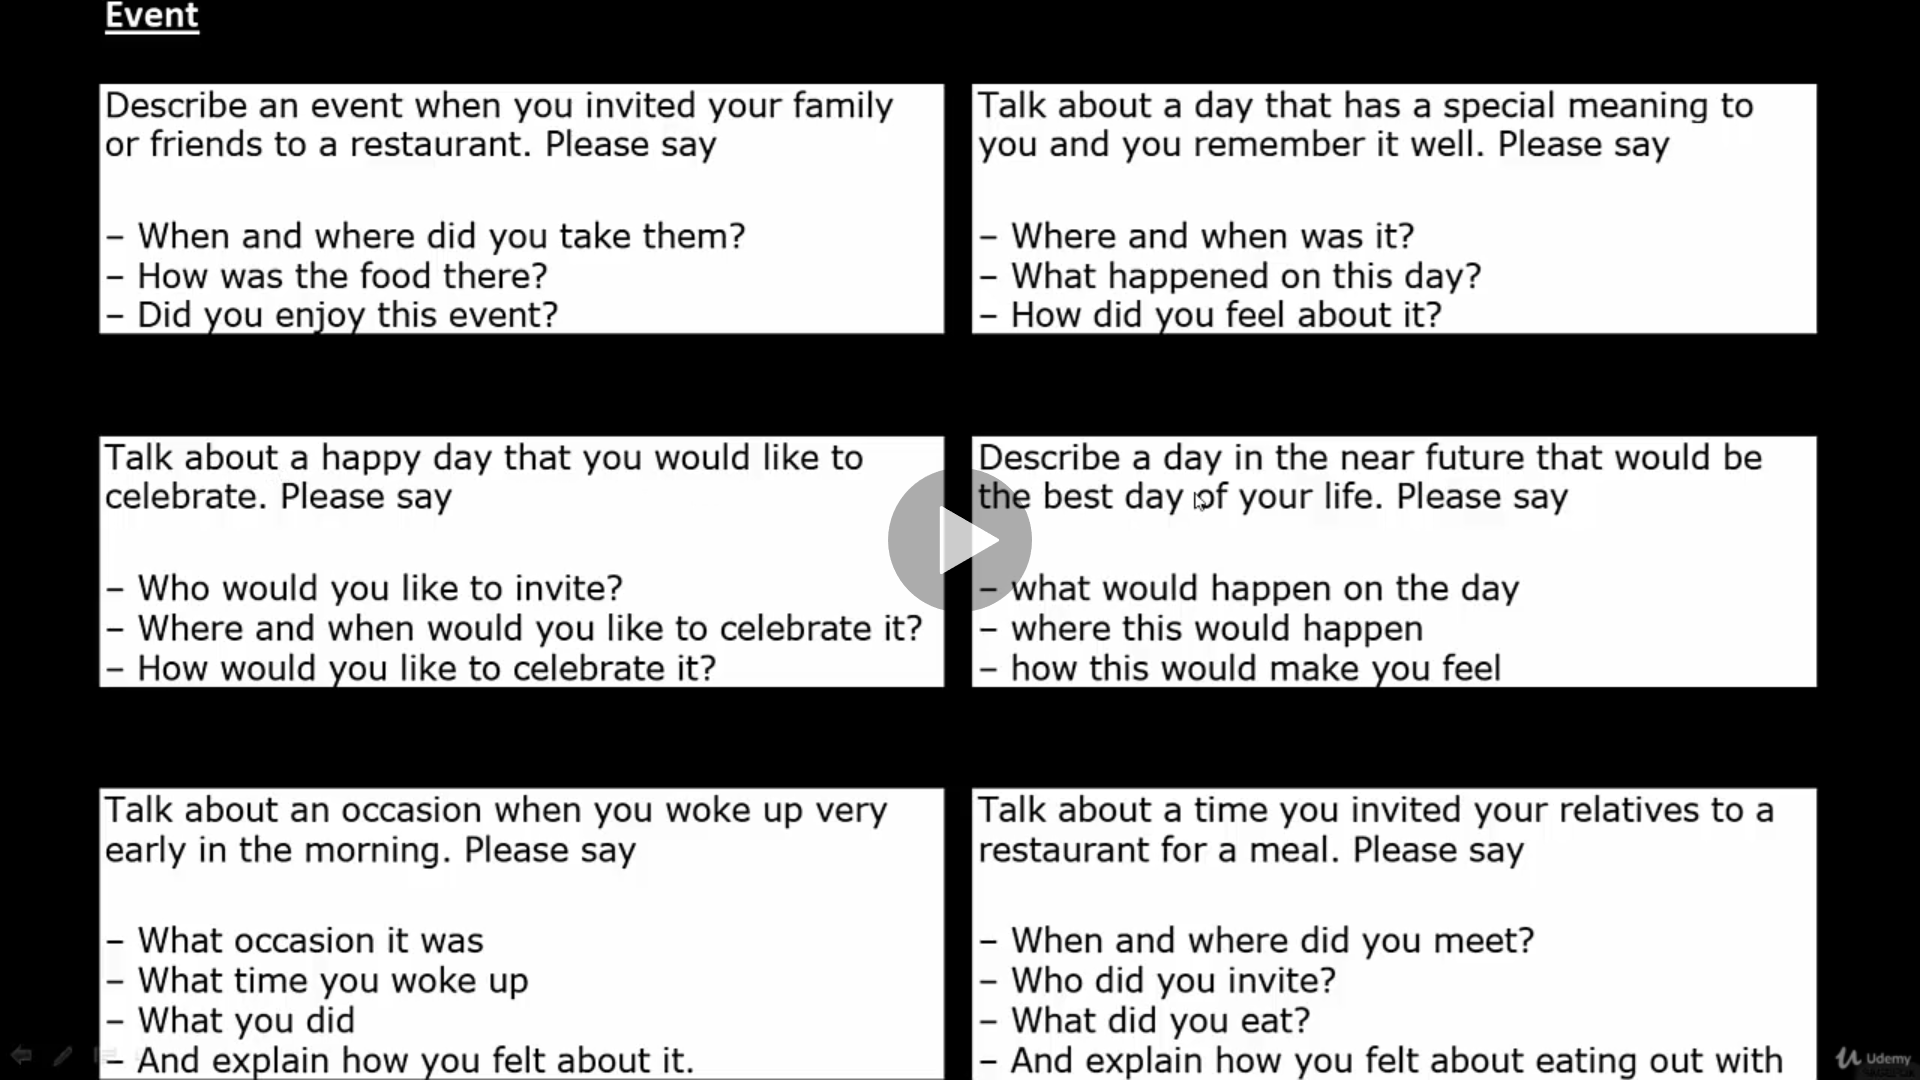 Event
Describe an event when you invited your family
or friends to a restaurant. Please say
– When and where did you take them?
– How was the food there?
– Did you enjoy this event?
Talk about a day that has a special meaning to
you and you remember it well. Please say
– Where and when was it?
– What happened on this day?
– How did you feel about it?
Talk about a happy day that you would like to
celebrate. Please say
– Who would you like to invite?
– Where and when would you like to celebrate it?
– How would you like to celebrate it?
Describe a day in the near future that would be
the best day of your life. Please say
– what would happen on the day
– where this would happen
– how this would make you feel
Talk about an occasion when you woke up very
early in the morning. Please say
– What occasion it was
– What time you woke up
– What you did
– And explain how you felt about it.
Talk about a time you invited your relatives to a
restaurant for a meal. Please say
– When and where did you meet?
– Who did you invite?
– What did you eat?
– And explain how you felt about eating out with
Udemy